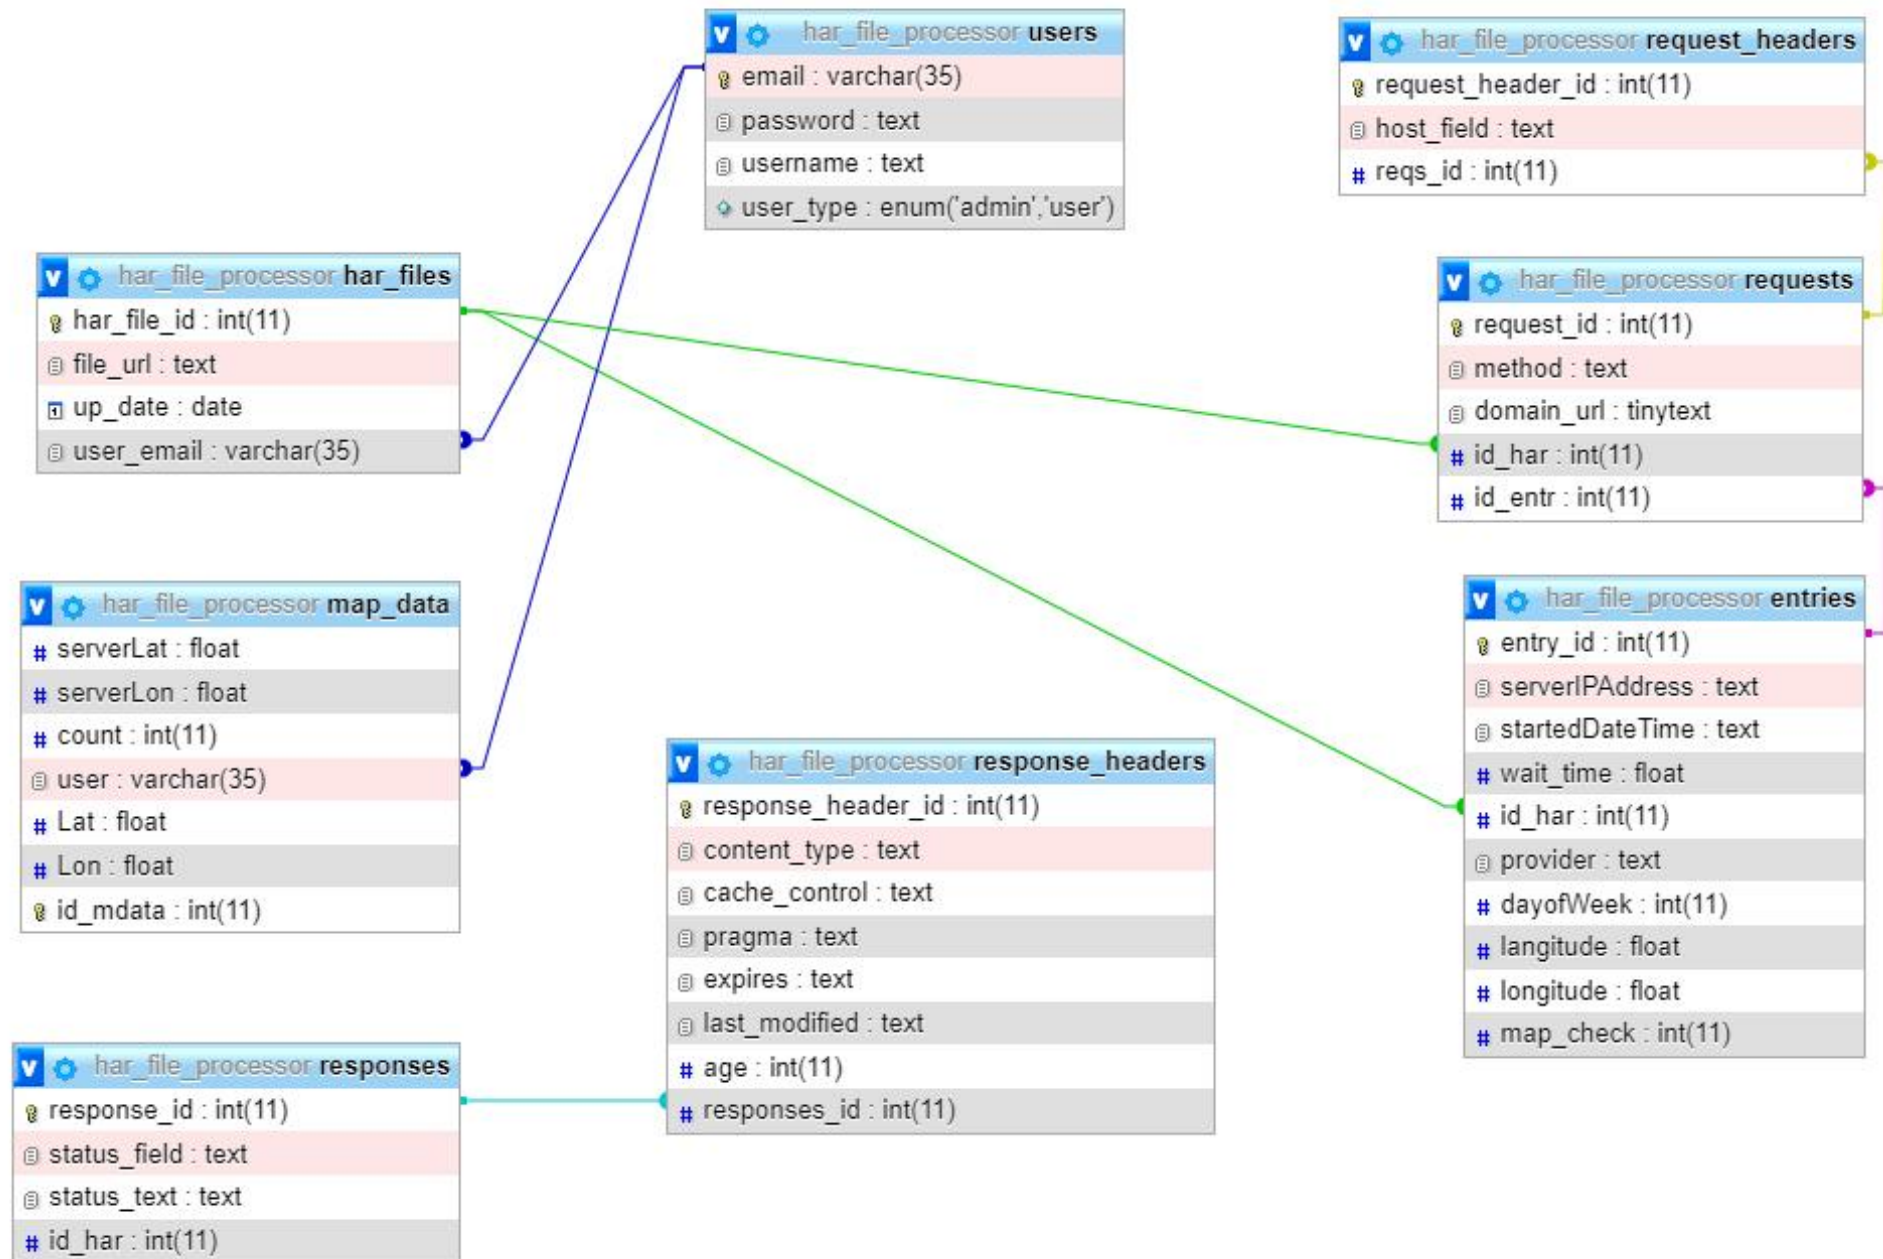 har_file_processor users
email : varchar(35)
password : text
username : text
user_type : enum('admin','user')
har_file_processor request_headers
request_header_id : int(11)
host_field : text
reqs_id : int(11)
har_file_processor har_files
har_file_id : int(11)
file_url : text
up_date : date
user_email : varchar(35)
har_file_processor requests
request_id : int(11)
method : text
domain_url : tinytext
id_har : int(11)
id_entr : int(11)
har_file_processor map_data
serverLat : float
serverLon : float
count : int(11)
user : varchar(35)
Lat : float
Lon : float
id_mdata : int(11)
har_file_processor entries
entry_id : int(11)
serverIPAddress : text
startedDateTime : text
wait_time : float
id_har : int(11)
provider : text
dayofWeek : int(11)
langitude : float
longitude : float
map_check : int(11)
har_file_processor response_headers
response_header_id : int(11)
content_type : text
cache_control : text
pragma : text
expires : text
last_modified : text
age : int(11)
responses_id : int(11)
har_file_processor responses
response_id : int(11)
status_field : text
status_text : text
id_har : int(11)